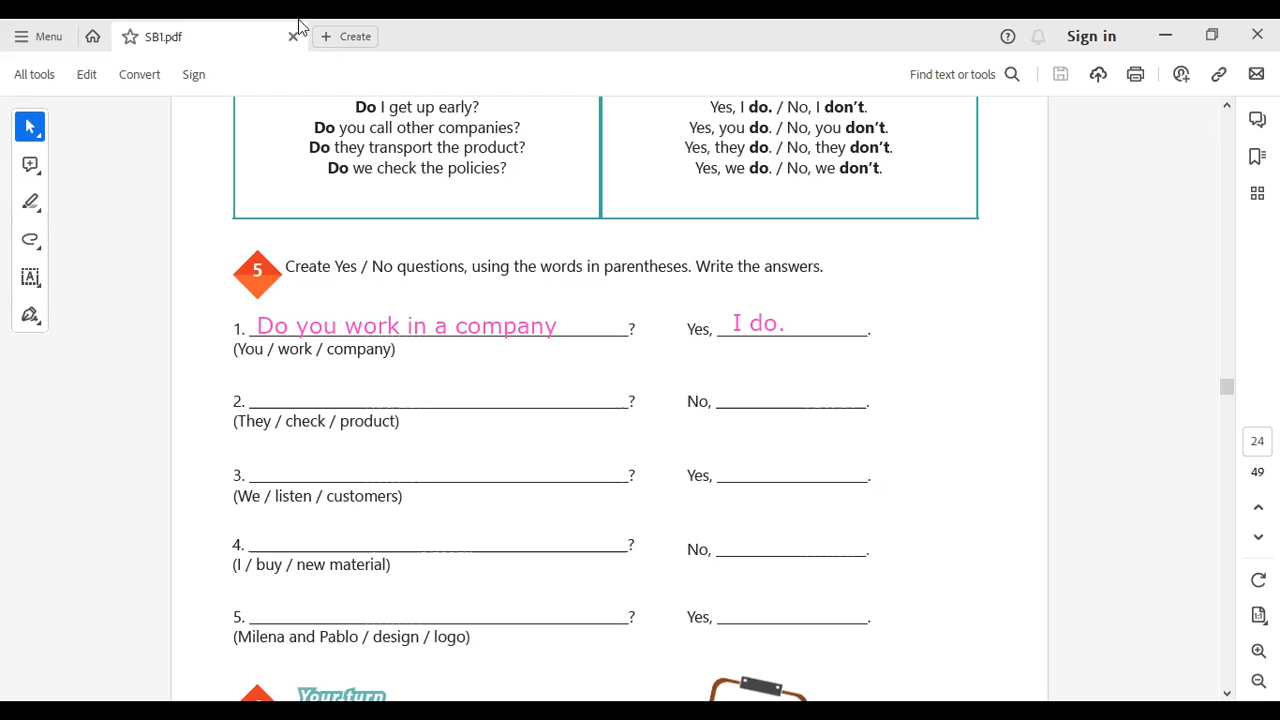 Menu
SB1.pdf
Create
Sign in
All tools
Edit
Convert
Sign
Find text or tools
Do I get up early?
Yes, I do. / No, I don't.
Do you call other companies?
Yes, you do. / No, you don't.
Do they transport the product?
Yes, they do. / No, they don't.
Do we check the policies?
Yes, we do. / No, we don't.
5 Create Yes / No questions, using the words in parentheses. Write the answers.
1. Do you work in a company? Yes, I do..
(You / work / company)
2. ? No, .
(They / check / product)
3. ? Yes, .
(We / listen / customers)
4. ? No, .
(I / buy / new material)
5. ? Yes, .
(Milena and Pablo / design / logo)
Your turn
24
49